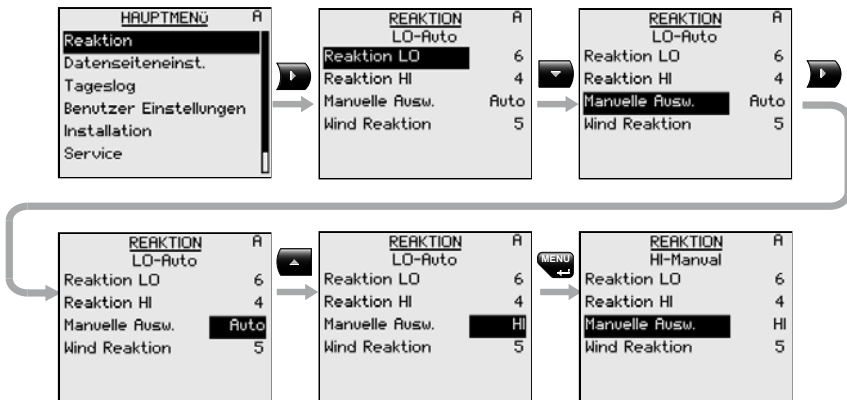 HAUPTMENÜ A
Reaktion
Datenseiteneinst.
Tageslog
Benutzer Einstellungen
Installation
Service
REAKTION A
LO-Auto
Reaktion LO 6
Reaktion HI 4
Manuelle Ausw. Auto
Wind Reaktion 5
REAKTION A
LO-Auto
Reaktion LO 6
Reaktion HI 4
Manuelle Ausw. Auto
Wind Reaktion 5
REAKTION A
LO-Auto
Reaktion LO 6
Reaktion HI 4
Manuelle Ausw. Auto
Wind Reaktion 5
REAKTION A
LO-Auto
Reaktion LO 6
Reaktion HI 4
Manuelle Ausw. HI
Wind Reaktion 5
MENU
REAKTION A
HI-Manual
Reaktion LO 6
Reaktion HI 4
Manuelle Ausw. HI
Wind Reaktion 5